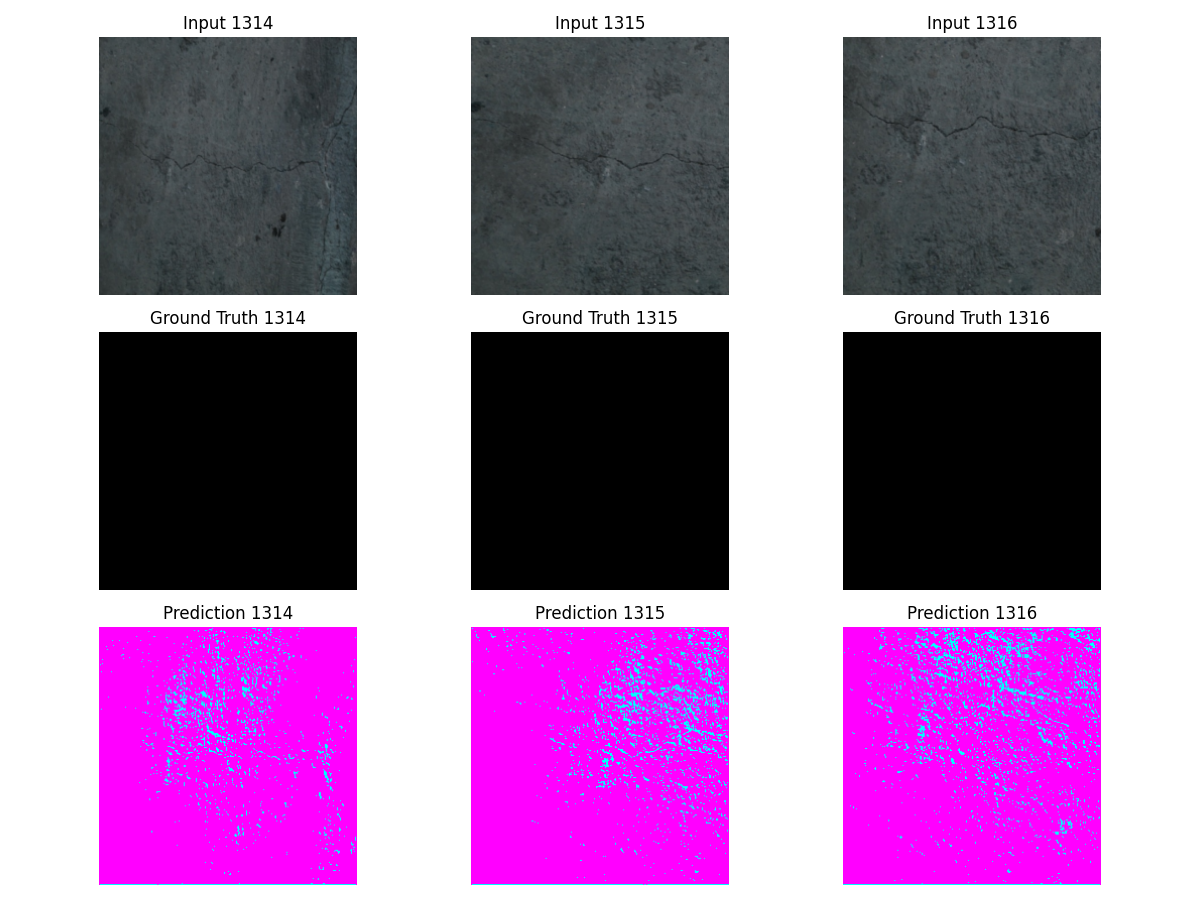 Input 1314
Input 1315
Input 1316
Ground Truth 1314
Ground Truth 1315
Ground Truth 1316
Prediction 1314
Prediction 1315
Prediction 1316